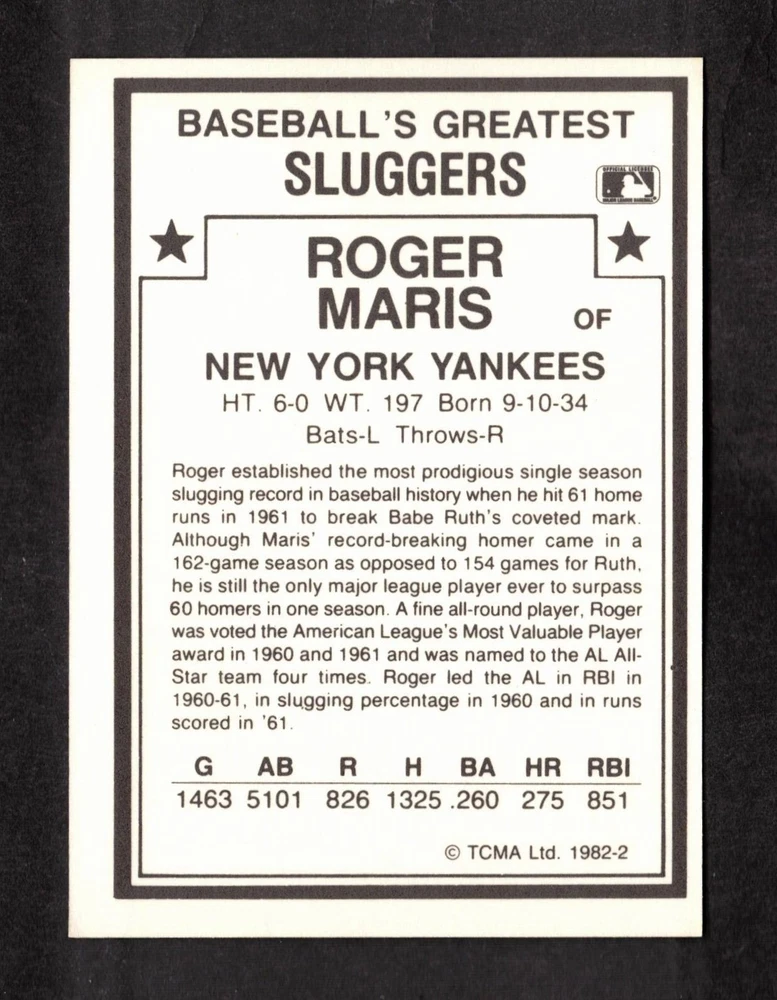 BASEBALL'S GREATEST
SLUGGERS
OFFICIAL LICENSEE
MAJOR LEAGUE BASEBALL
ROGER
MARIS
OF
NEW YORK YANKEES
HT. 6-0 WT. 197 Born 9-10-34
Bats-L Throws-R
Roger established the most prodigious single season
slugging record in baseball history when he hit 61 home
runs in 1961 to break Babe Ruth's coveted mark.
Although Maris' record-breaking homer came in a
162-game season as opposed to 154 games for Ruth,
he is still the only major league player ever to surpass
60 homers in one season. A fine all-round player, Roger
was voted the American League's Most Valuable Player
award in 1960 and 1961 and was named to the AL All-
Star team four times. Roger led the AL in RBI in
1960-61, in slugging percentage in 1960 and in runs
scored in '61.
G AB R H BA HR RBI
1463 5101 826 1325 .260 275 851
© TCMA Ltd. 1982-2